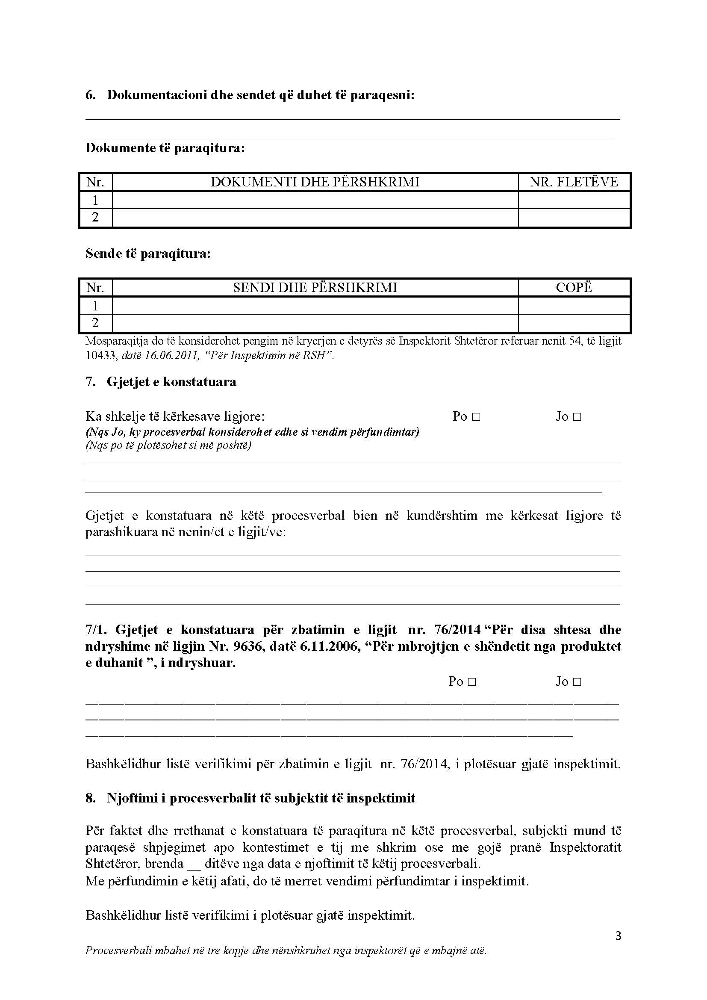 6. Dokumentacioni dhe sendet që duhet të paraqesni:
Dokumente të paraqitura:
Nr. DOKUMENTI DHE PËRSHKRIMI NR. FLETËVE
1
2
Sende të paraqitura:
Nr. SENDI DHE PËRSHKRIMI COPË
1
2
Mosparaqitja do të konsiderohet pengim në kryerjen e detyrës së Inspektorit Shtetëror referuar nenit 54, të ligjit
10433, datë 16.06.2011, “Për Inspektimin në RSH”.
7. Gjetjet e konstatuara
Ka shkelje të kërkesave ligjore: Po □ Jo □
(Nqs Jo, ky procesverbal konsiderohet edhe si vendim përfundimtar)
(Nqs po të plotësohet si më poshtë)
Gjetjet e konstatuara në këtë procesverbal bien në kundërshtim me kërkesat ligjore të
parashikuara në nenin/et e ligjit/ve:
7/1. Gjetjet e konstatuara për zbatimin e ligjit nr. 76/2014 “Për disa shtesa dhe
ndryshime në ligjin Nr. 9636, datë 6.11.2006, “Për mbrojtjen e shëndetit nga produktet
e duhanit ”, i ndryshuar.
Po □ Jo □
Bashkëlidhur listë verifikimi për zbatimin e ligjit nr. 76/2014, i plotësuar gjatë inspektimit.
8. Njoftimi i procesverbalit të subjektit të inspektimit
Për faktet dhe rrethanat e konstatuara të paraqitura në këtë procesverbal, subjekti mund të
paraqesë shpjegimet apo kontestimet e tij me shkrim ose me gojë pranë Inspektoratit
Shtetëror, brenda __ ditëve nga data e njoftimit të këtij procesverbali.
Me përfundimin e këtij afati, do të merret vendimi përfundimtar i inspektimit.
Bashkëlidhur listë verifikimi i plotësuar gjatë inspektimit.
3
Procesverbali mbahet në tre kopje dhe nënshkruhet nga inspektorët që e mbajnë atë.